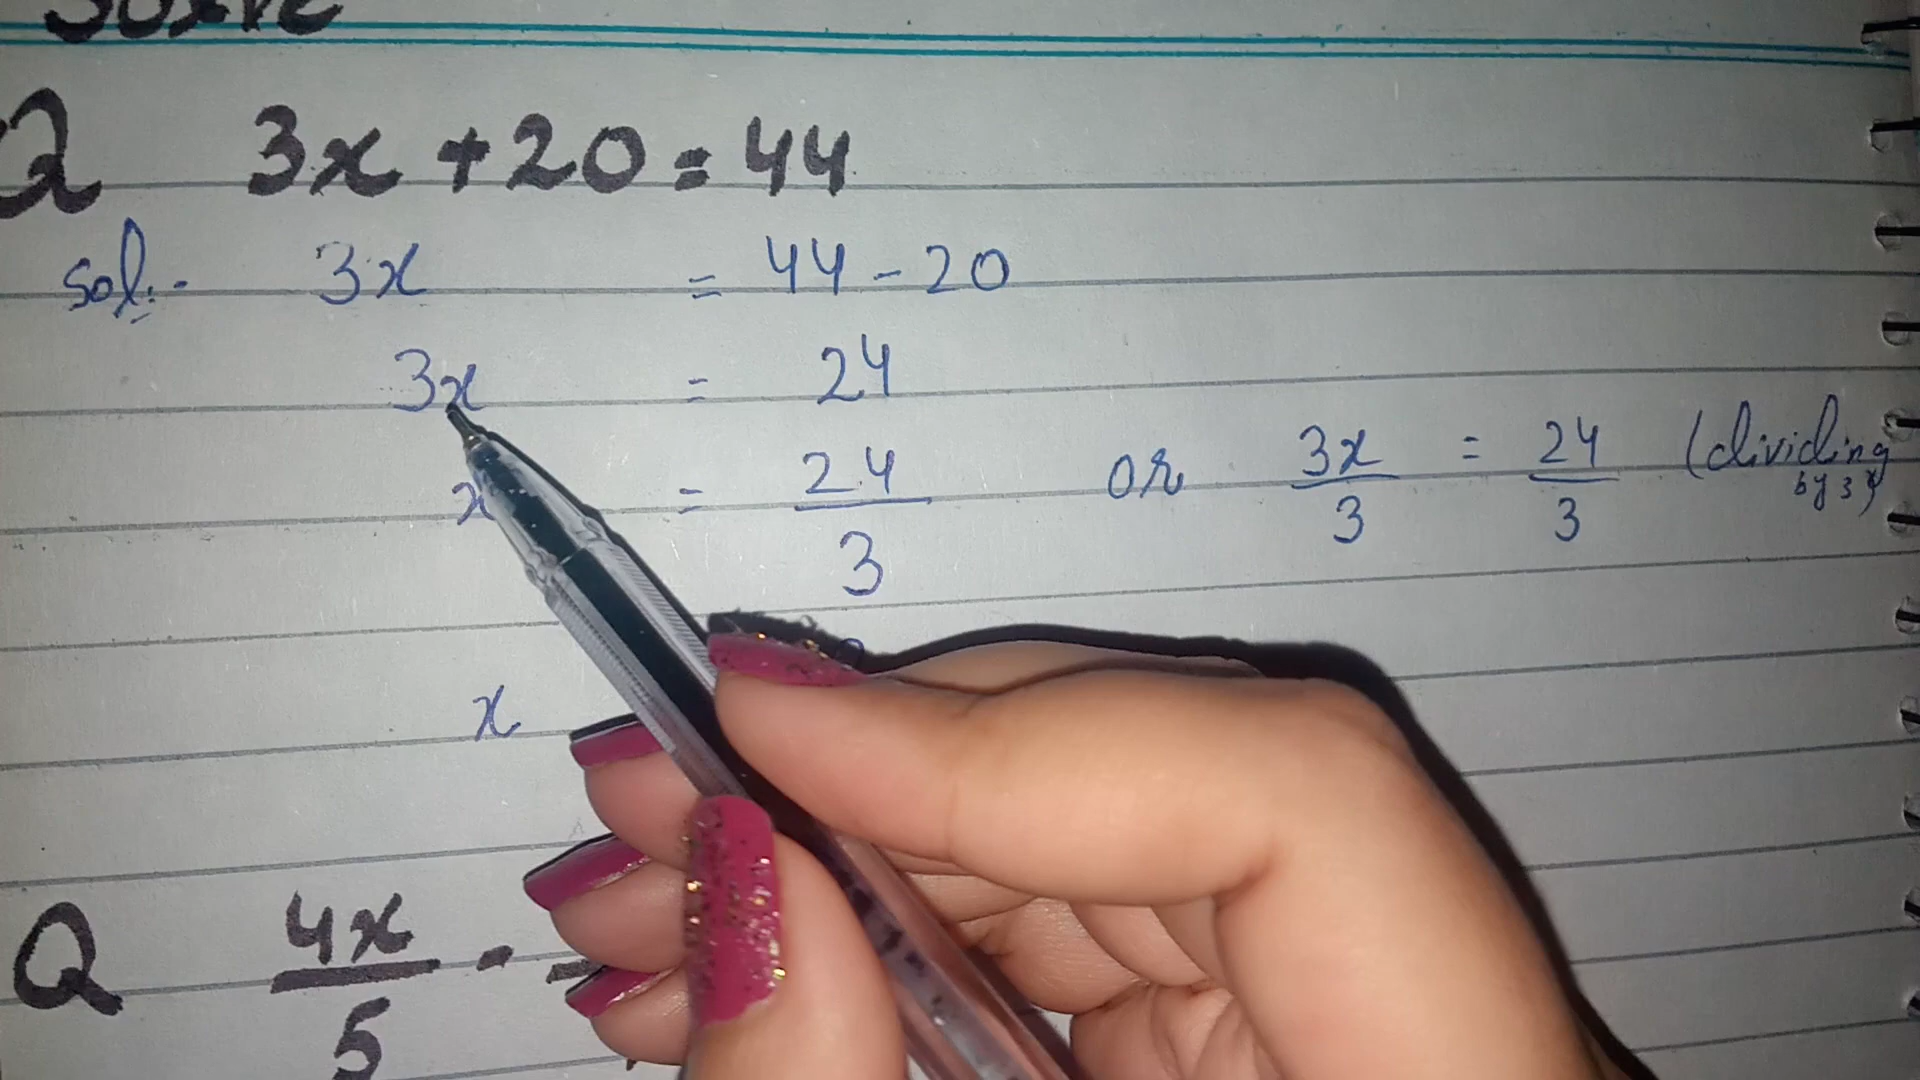 Solve
Q 3x + 20 = 44
Sol:- 3x = 44 - 20
3x = 24
x = 24/3 or 3x/3 = 24/3 (dividing by 3)
x
Q 4x/5 -